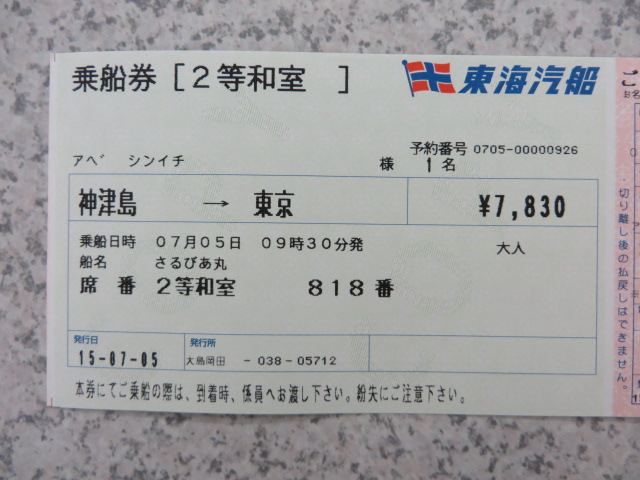 乗船券 [2等和室 ]
東海汽船
予約番号 0705-00000926
アベ シンイチ 様 1名
神津島 → 東京 ¥7,830
乗船日時 07月05日 09時30分発 大人
船名 さるびあ丸
席番 2等和室 818番
発行日 発行所
15-07-05 大島岡田 -038-05712
本券にてご乗船の際は、到着時、係員へお渡し下さい。紛失にご注意下さい。
・切り離し後の払戻しはできません。